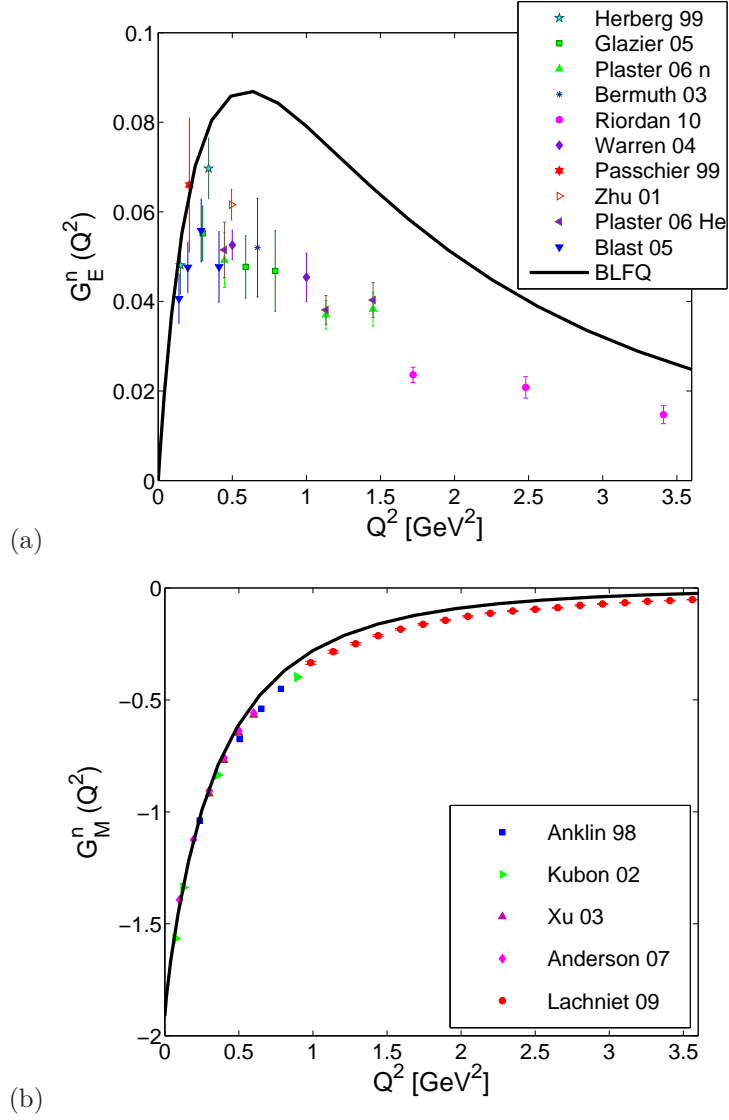 Herberg 99
Glazier 05
Plaster 06 n
Bermuth 03
Riordan 10
Warren 04
Passchier 99
Zhu 01
Plaster 06 He
Blast 05
BLFQ
0.1
0.08
0.06
0.04
0.02
0
G_E^n (Q^2)
0 0.5 1 1.5 2 2.5 3 3.5
Q^2 [GeV^2]
(a)
0
−0.5
−1
−1.5
−2
G_M^n (Q^2)
Anklin 98
Kubon 02
Xu 03
Anderson 07
Lachniet 09
0 0.5 1 1.5 2 2.5 3 3.5
Q^2 [GeV^2]
(b)